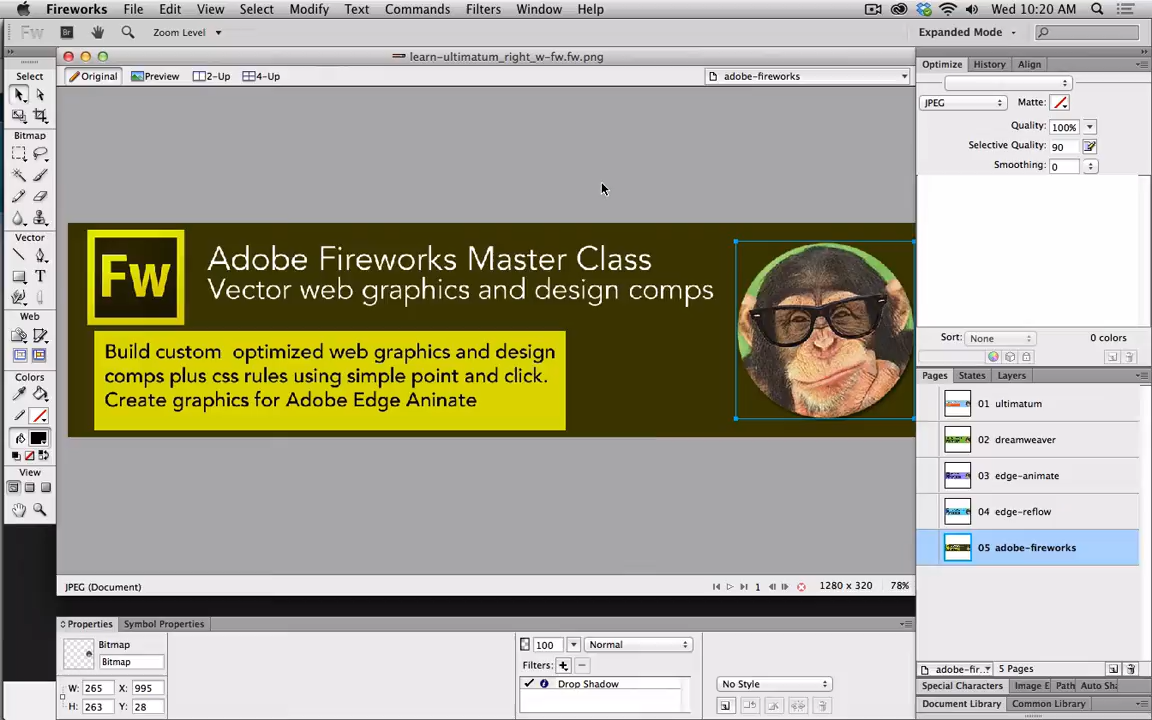 Fireworks File Edit View Select Modify Text Commands Filters Window Help Wed 10:20 AM
Fw Br Zoom Level Expanded Mode
learn-ultimatum_right_w-fw.fw.png
Original Preview 2-Up 4-Up adobe-fireworks
Select
Bitmap
Vector
Web
Colors
View
Fw
Adobe Fireworks Master Class
Vector web graphics and design comps
Build custom  optimized web graphics and design
comps plus css rules using simple point and click.
Create graphics for Adobe Edge Aninate
JPEG (Document) 1 1280 x 320 78%
Properties Symbol Properties
Bitmap
Bitmap
W: 265 X: 995
H: 263 Y: 28
100 Normal
Filters:
Drop Shadow
No Style
Optimize History Align
JPEG Matte:
Quality: 100%
Selective Quality: 90
Smoothing: 0
Sort: None 0 colors
Pages States Layers
01 ultimatum
02 dreamweaver
03 edge-animate
04 edge-reflow
05 adobe-fireworks
adobe-fir... 5 Pages
Special Characters Image E Path Auto Sha
Document Library Common Library